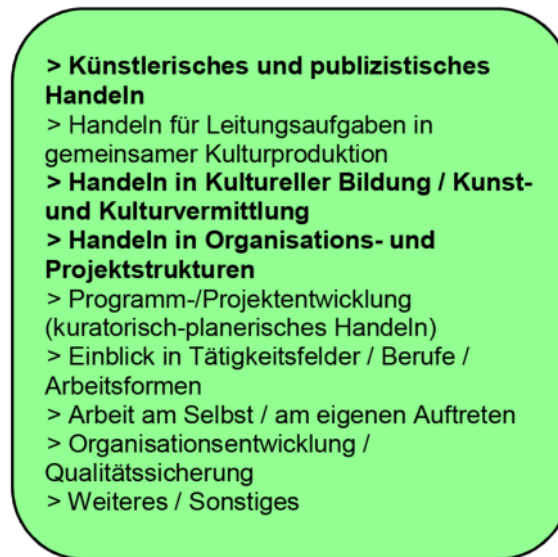 > Künstlerisches und publizistisches
Handeln
> Handeln für Leitungsaufgaben in
gemeinsamer Kulturproduktion
> Handeln in Kultureller Bildung / Kunst-
und Kulturvermittlung
> Handeln in Organisations- und
Projektstrukturen
> Programm-/Projektentwicklung
(kuratorisch-planerisches Handeln)
> Einblick in Tätigkeitsfelder / Berufe /
Arbeitsformen
> Arbeit am Selbst / am eigenen Auftreten
> Organisationsentwicklung /
Qualitätssicherung
> Weiteres / Sonstiges